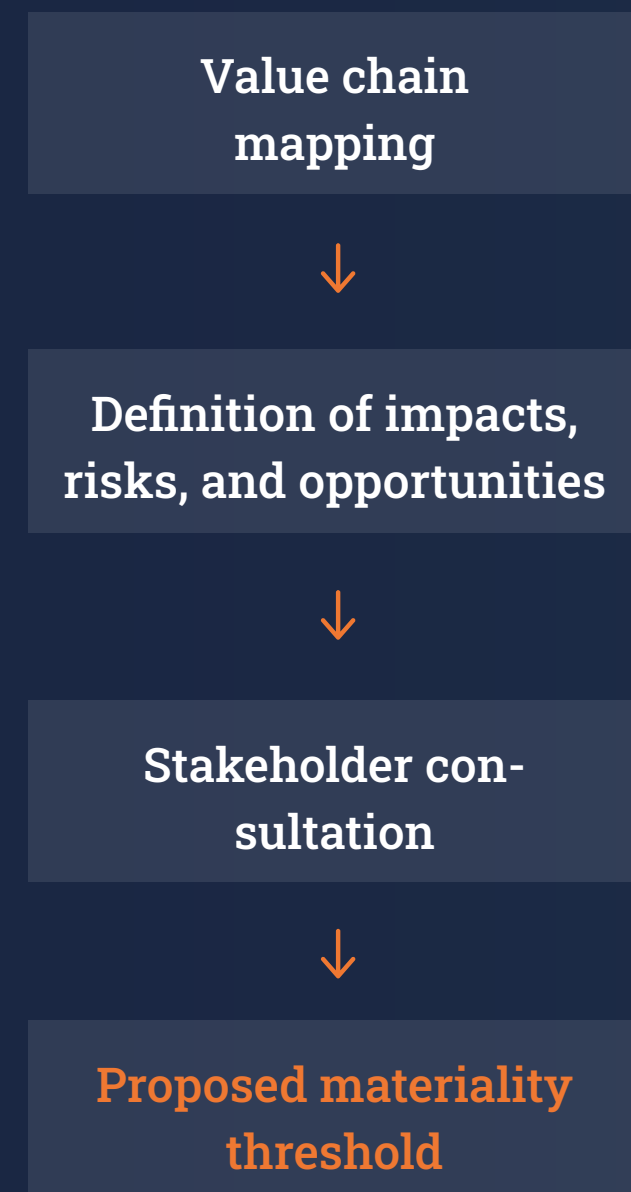 Value chain
mapping
Definition of impacts,
risks, and opportunities
Stakeholder con-
sultation
Proposed materiality
threshold